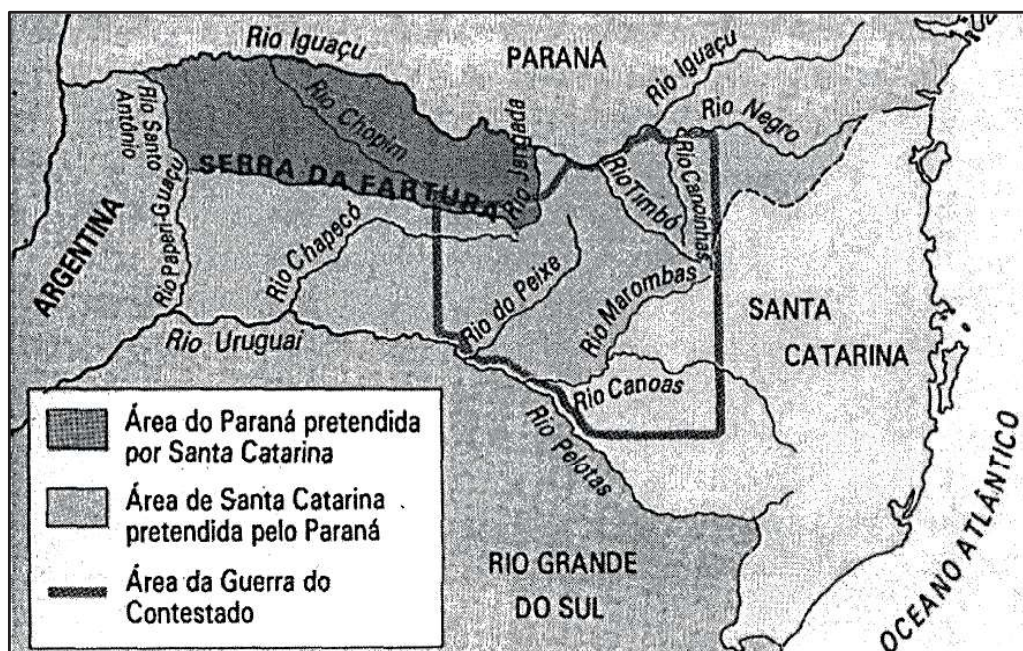 Rio Iguaçu
PARANÁ
Rio Iguaçu
Rio Negro
Rio Santo
Antônio
Rio Chopim
Rio Jangada
Rio Timbó
Rio Canoinhas
SERRA DA FARTURA
ARGENTINA
Rio Paperi-Guaçu
Rio Chapecó
Rio do Peixe
Rio Marombas
SANTA
CATARINA
Rio Uruguai
Rio Canoas
Rio Pelotas
Área do Paraná pretendida
por Santa Catarina
Área de Santa Catarina
pretendida pelo Paraná
Área da Guerra do
Contestado
RIO GRANDE
DO SUL
OCEANO ATLÂNTICO